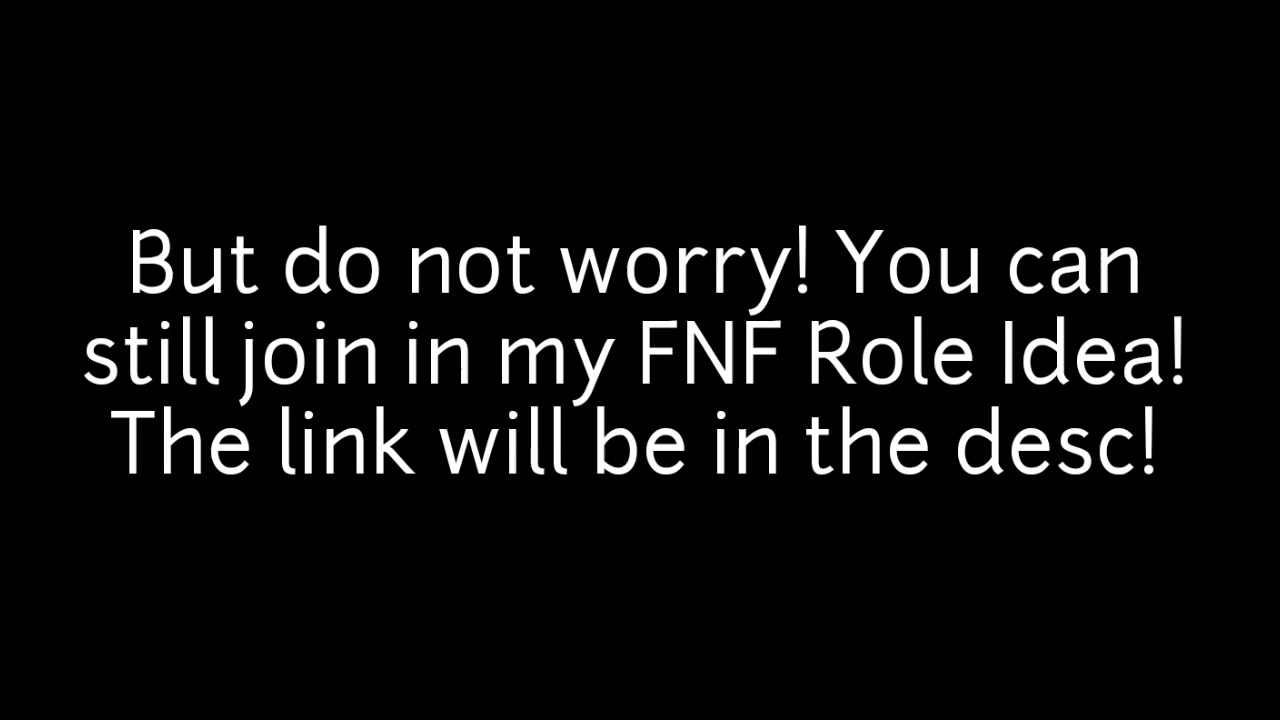 But do not worry! You can
still join in my FNF Role Idea!
The link will be in the desc!